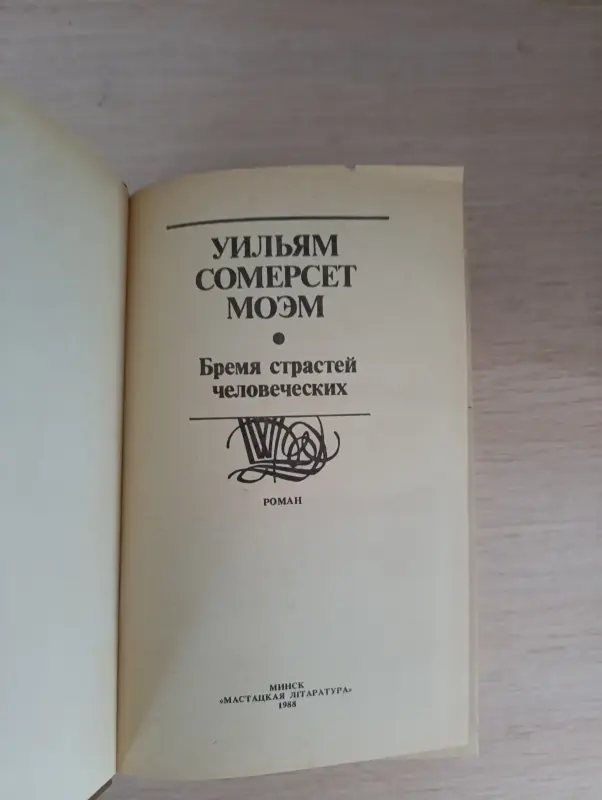 УИЛЬЯМ
СОМЕРСЕТ
МОЭМ
Бремя страстей
человеческих
РОМАН
МИНСК
«МАСТАЦКАЯ ЛІТАРАТУРА»
1988